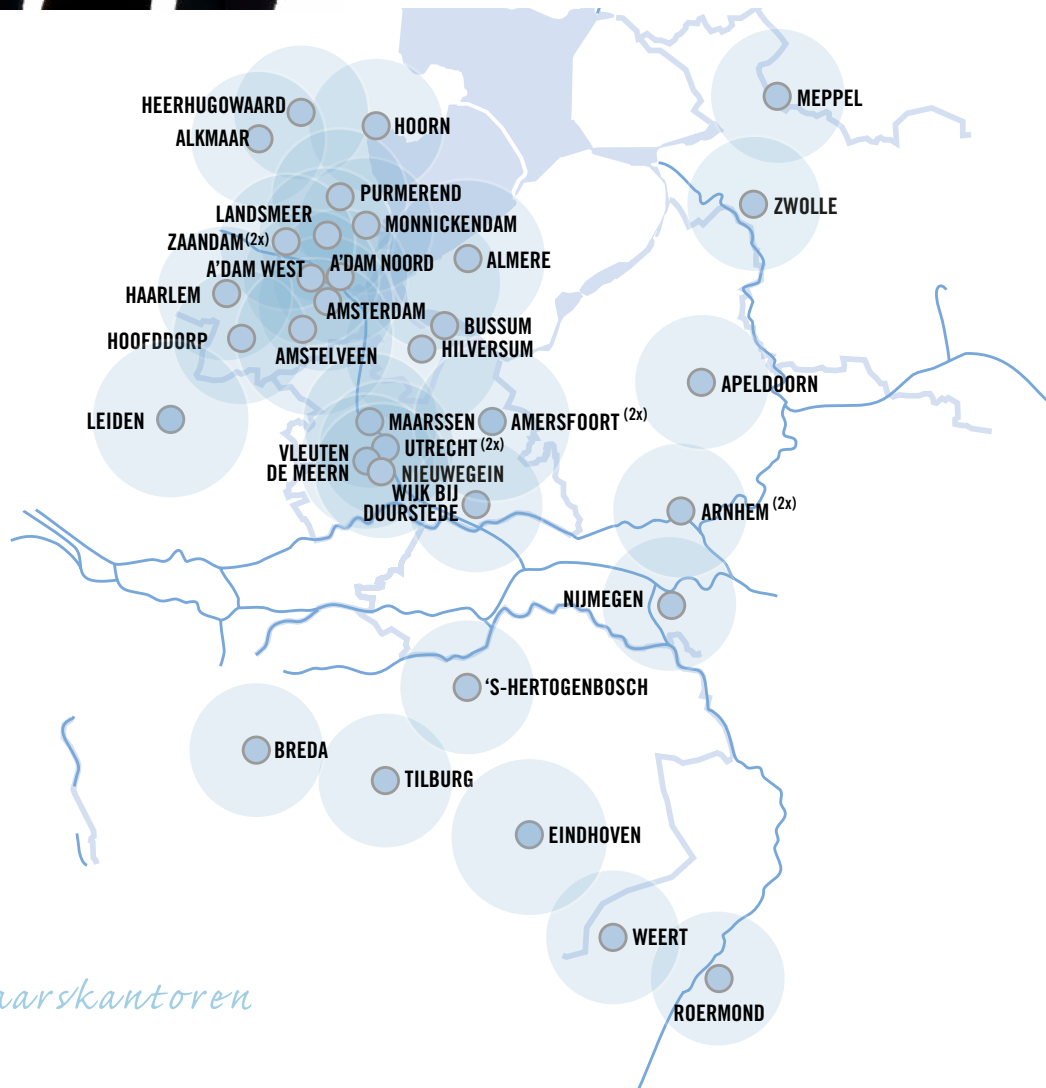 HEERHUGOWAARD
ALKMAAR
HOORN
MEPPEL
PURMEREND
LANDSMEER
MONNICKENDAM
ZWOLLE
ZAANDAM (2x)
A'DAM WEST
A'DAM NOORD
ALMERE
HAARLEM
AMSTERDAM
BUSSUM
HOOFDDORP
AMSTELVEEN
HILVERSUM
APELDOORN
LEIDEN
MAARSSEN
AMERSFOORT (2x)
UTRECHT (2x)
VLEUTEN
DE MEERN
NIEUWEGEIN
WIJK BIJ
DUURSTEDE
ARNHEM (2x)
NIJMEGEN
‘S-HERTOGENBOSCH
BREDA
TILBURG
EINDHOVEN
WEERT
ROERMOND